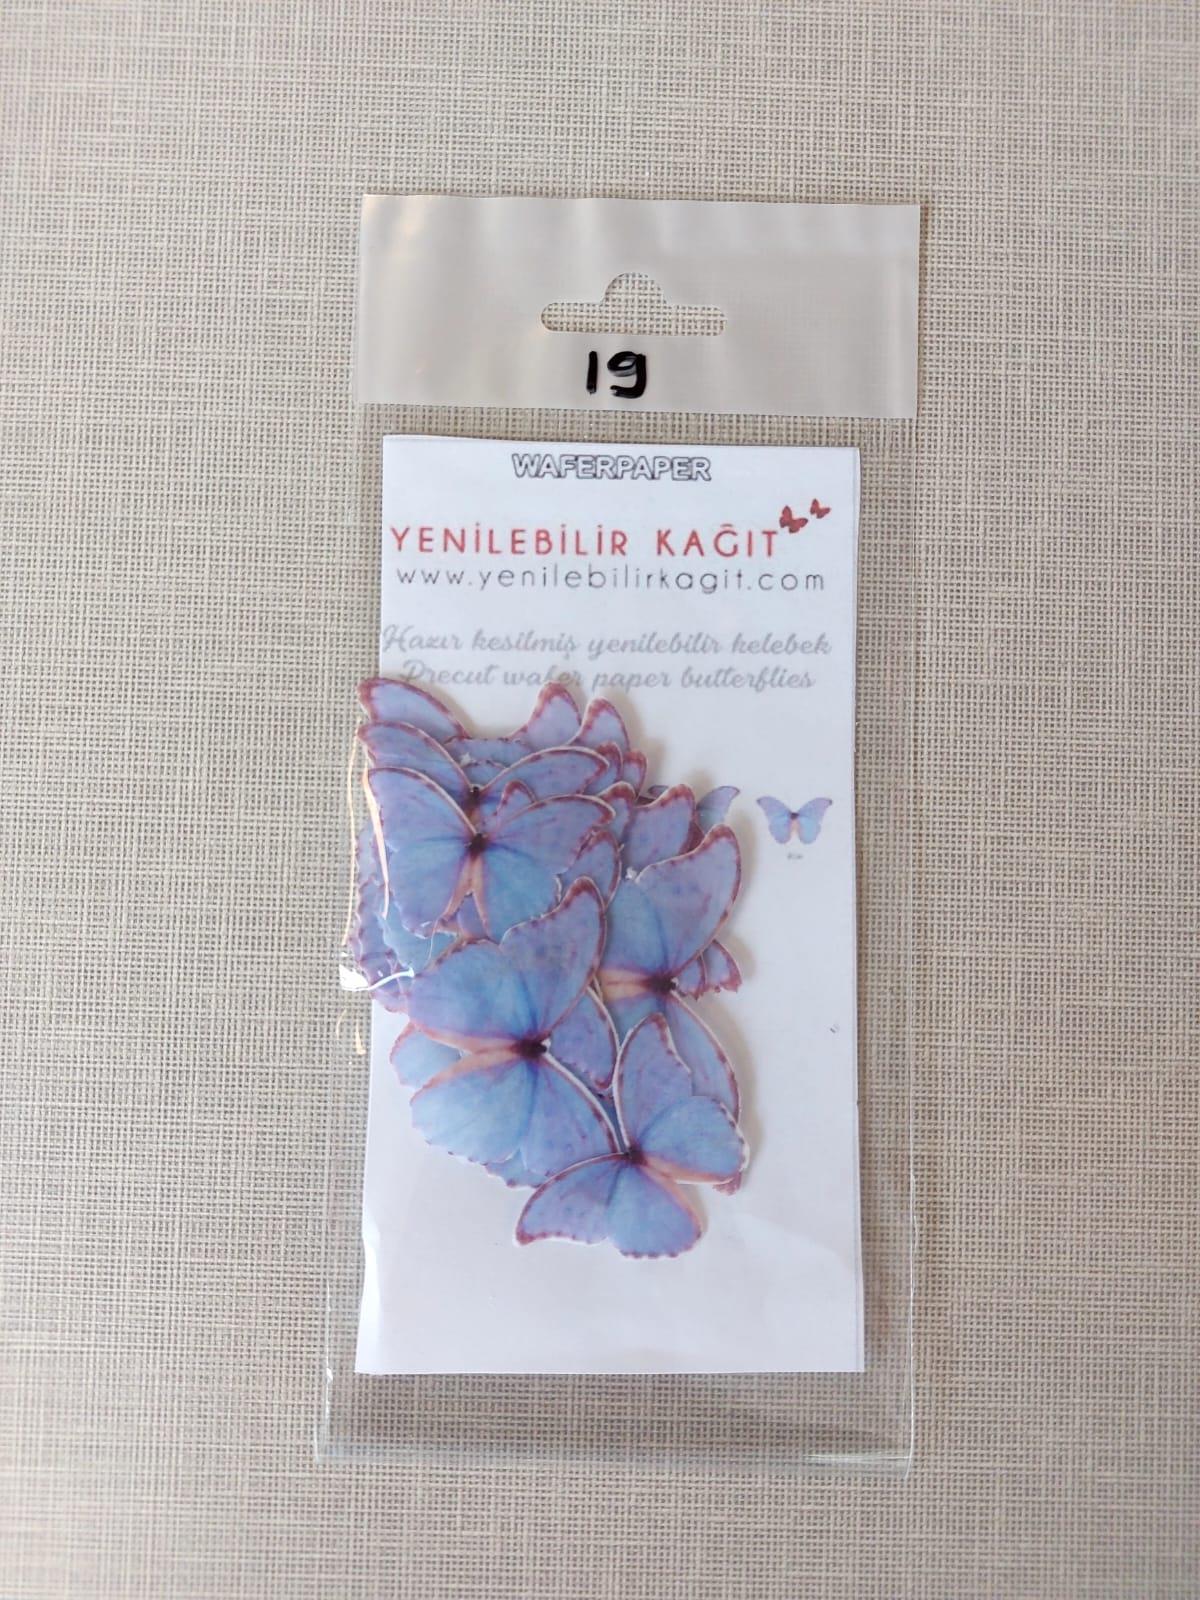 19
WAFERPAPER
YENİLEBİLİR KAĞIT
www.yenilebilirkagit.com
Hazır kesilmiş yenilebilir kelebek
Precut wafer paper butterflies